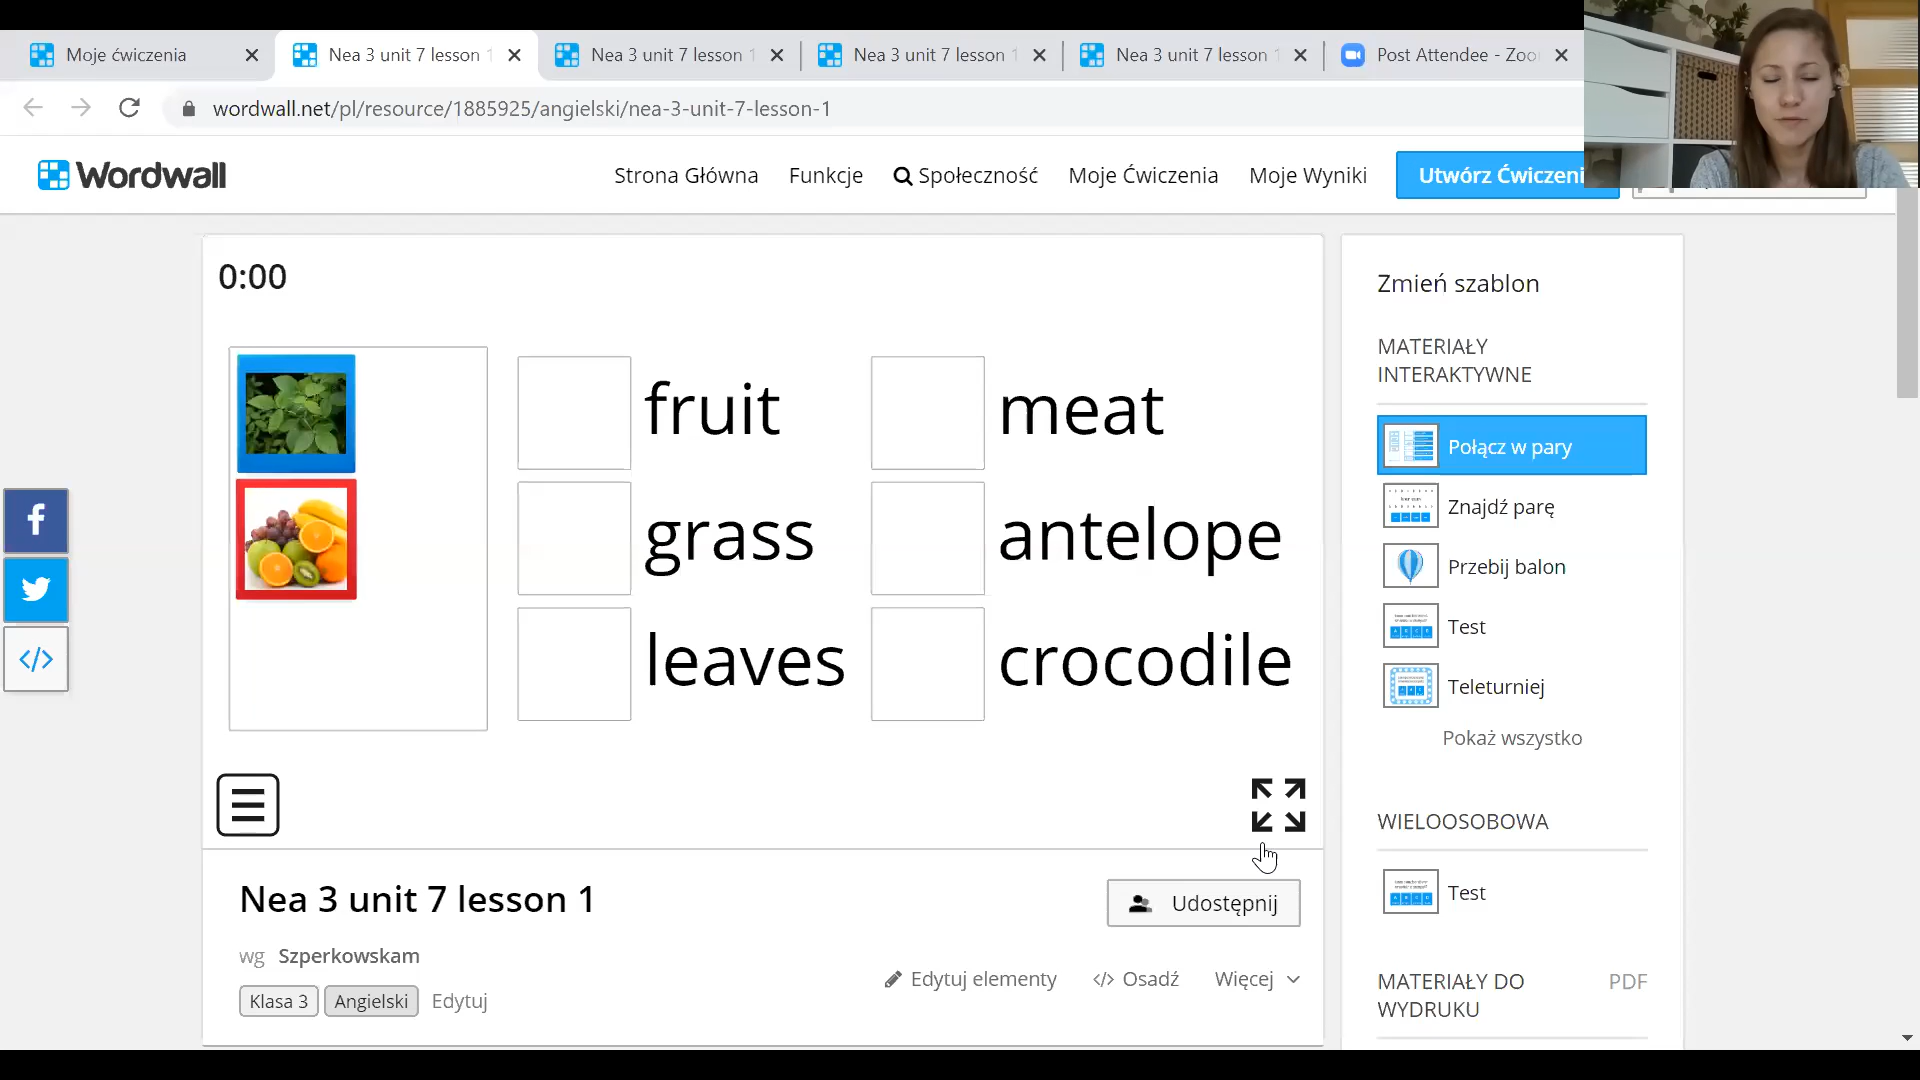 Moje ćwiczenia
Nea 3 unit 7 lesson 1
Nea 3 unit 7 lesson 1
Nea 3 unit 7 lesson 1
Nea 3 unit 7 lesson 1
Post Attendee - Zoo
wordwall.net/pl/resource/1885925/angielski/nea-3-unit-7-lesson-1
Wordwall
Strona Główna
Funkcje
Społeczność
Moje Ćwiczenia
Moje Wyniki
Utwórz Ćwiczeni
0:00
fruit
meat
grass
antelope
leaves
crocodile
Nea 3 unit 7 lesson 1
Udostępnij
wg Szperkowskam
Edytuj elementy
Osadź
Więcej
Klasa 3
Angielski
Edytuj
Zmień szablon
MATERIAŁY
INTERAKTYWNE
Połącz w pary
Znajdź parę
Przebij balon
Test
Teleturniej
Pokaż wszystko
WIELOOSOBOWA
Test
MATERIAŁY DO
WYDRUKU
PDF